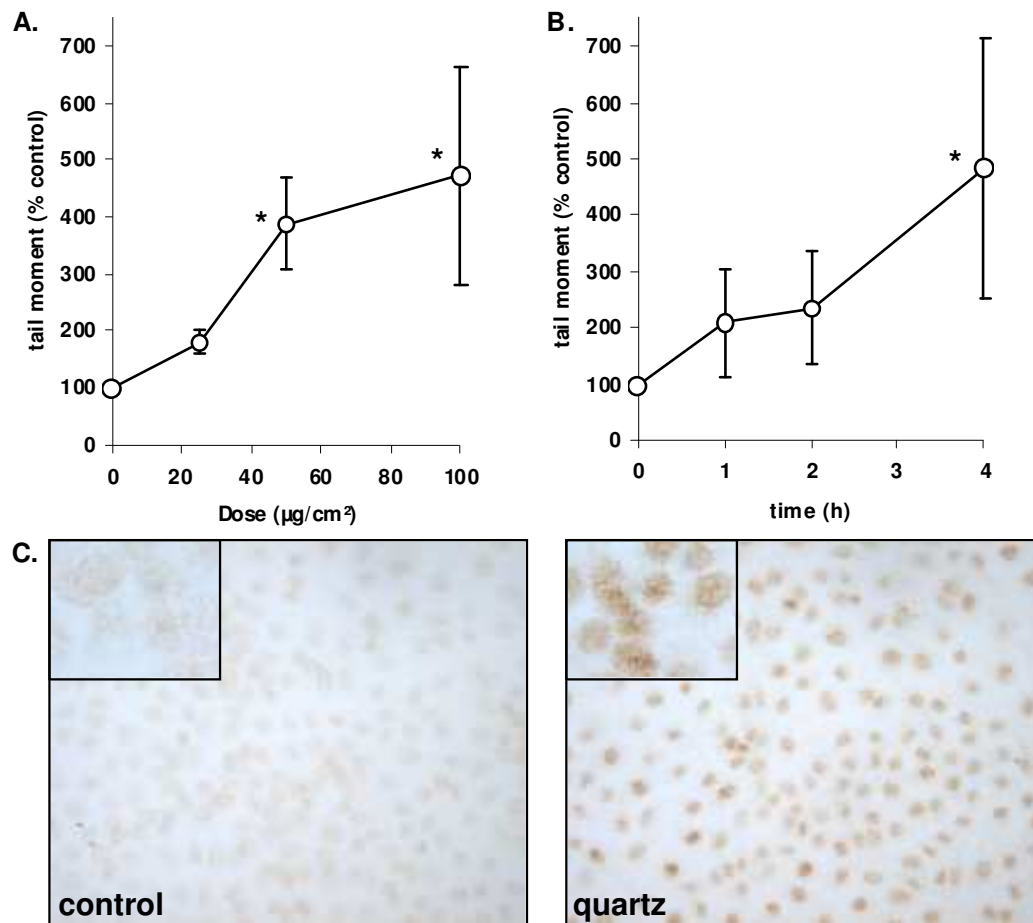 A.
700
600
500
400
300
200
100
0
tail moment (% control)
*
*
0 20 40 60 80 100
Dose (µg/cm²)
B.
700
600
500
400
300
200
100
0
tail moment (% control)
*
0 1 2 3 4
time (h)
C.
control
quartz